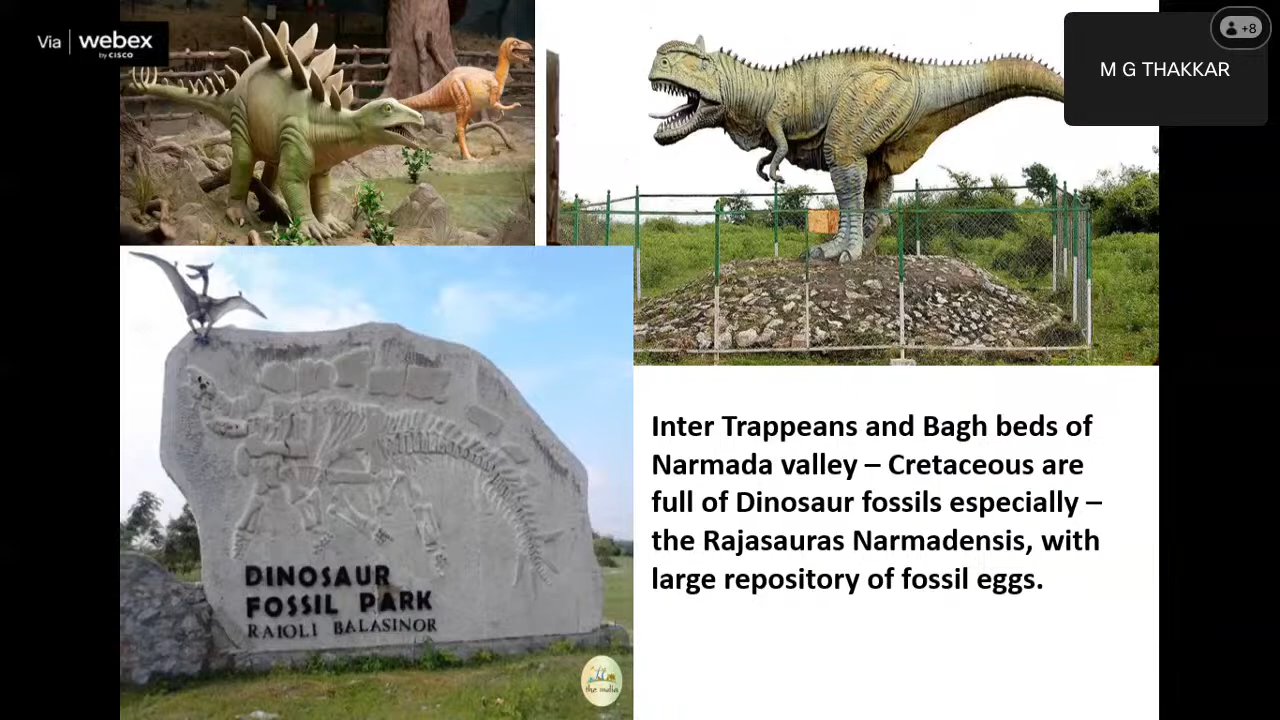 Via webex
by CISCO
+8
M G THAKKAR
DINOSAUR
FOSSIL PARK
RAIOLI BALASINOR
Inter Trappeans and Bagh beds of
Narmada valley – Cretaceous are
full of Dinosaur fossils especially –
the Rajasauras Narmadensis, with
large repository of fossil eggs.